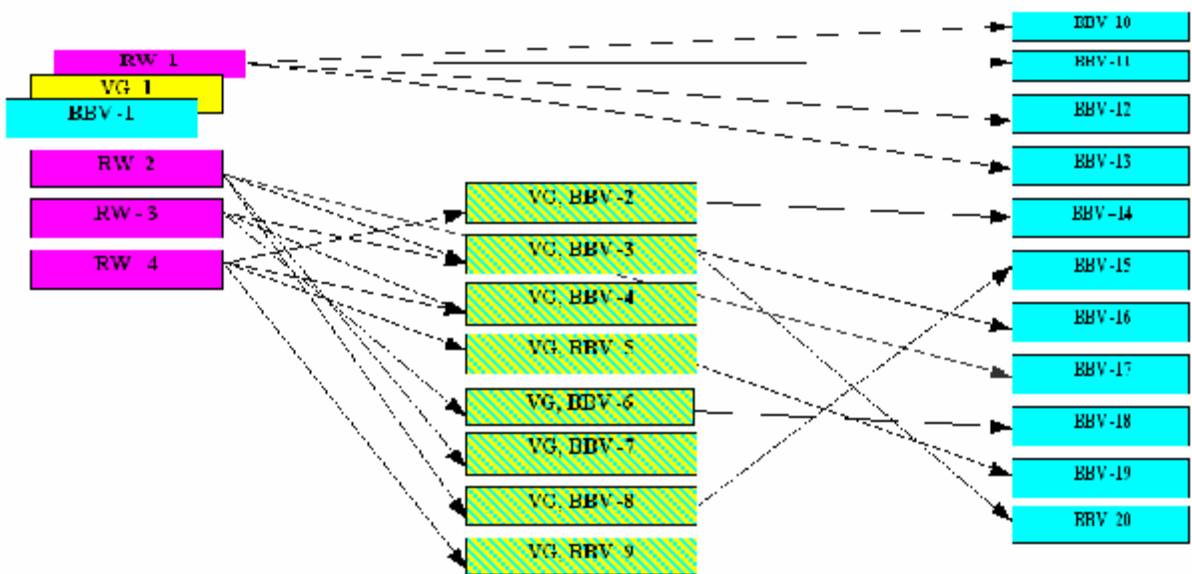 RW 1
VG 1
BBV-1
RW 2
RW - 3
RW 4
VG, BBV-2
VG, BBV-3
VG, BBV-4
VG, BBV 5
VG, BBV-6
VG, BBV-7
VG, BBV-8
VG, BBV 9
BBV 10
BBV-11
BBV-12
BBV-13
BBV-14
BBV-15
BBV-16
BBV-17
BBV-18
BBV-19
BBV 20